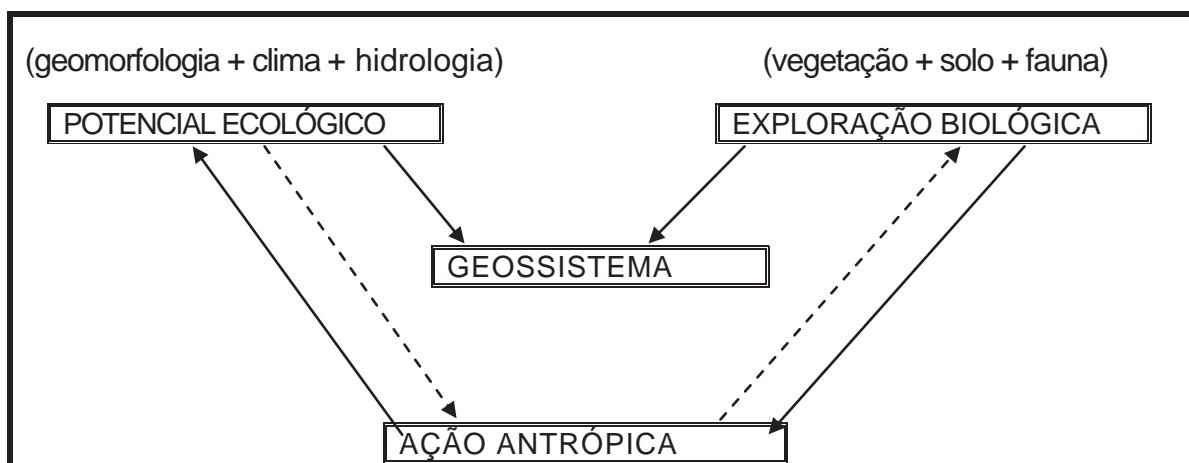 (geomorfologia + clima + hidrologia)
(vegetação + solo + fauna)
POTENCIAL ECOLÓGICO
EXPLORAÇÃO BIOLÓGICA
GEOSSISTEMA
AÇÃO ANTRÓPICA